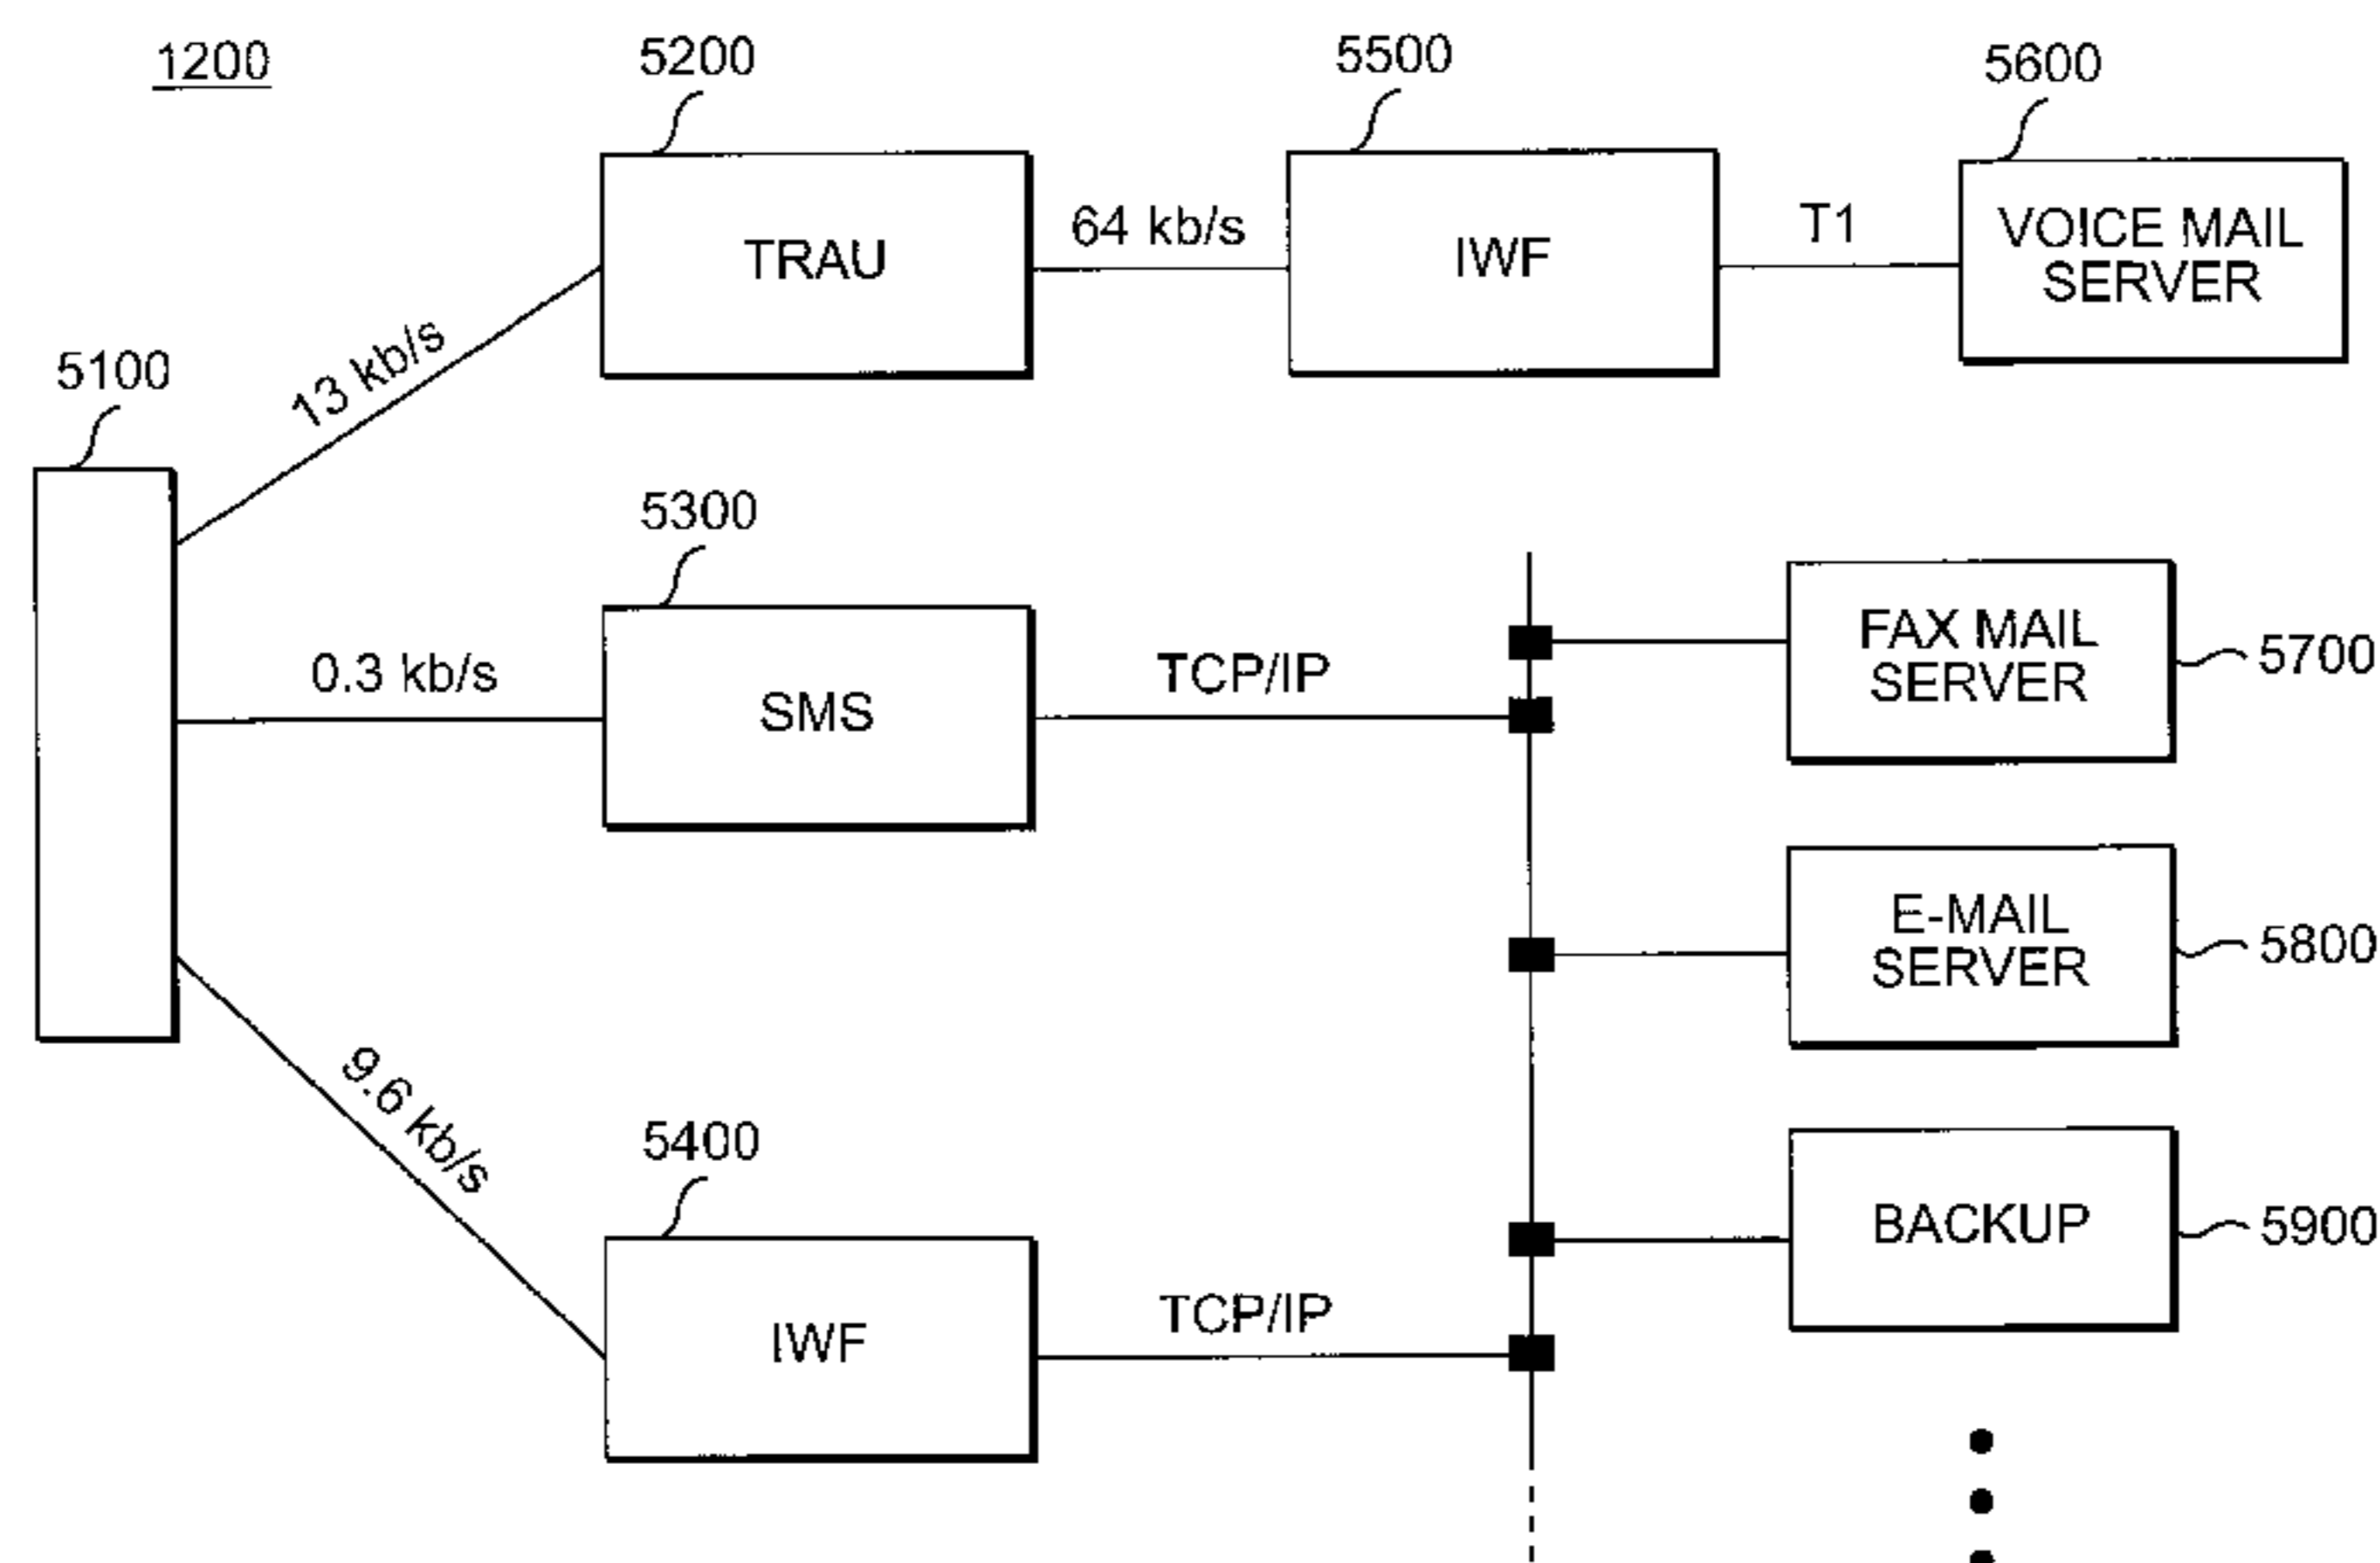 1200
5200
5500
5600
TRAU
64 kb/s
IWF
T1
VOICE MAIL
SERVER
13 kb/s
5100
5300
0.3 kb/s
SMS
TCP/IP
FAX MAIL
SERVER
5700
E-MAIL
SERVER
5800
9.6 kb/s
5400
IWF
TCP/IP
BACKUP
5900